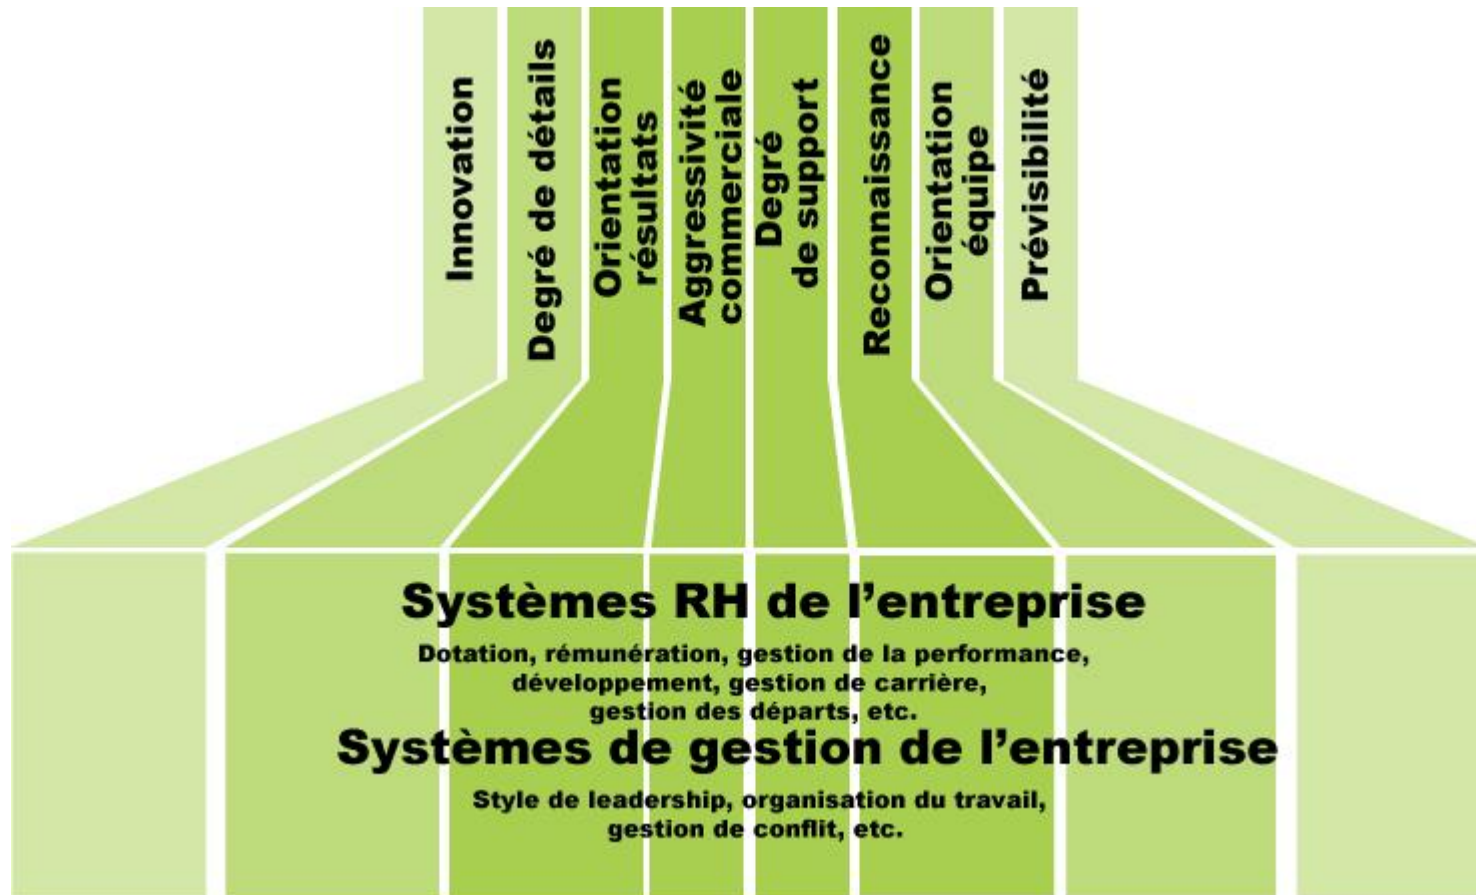 Innovation
Degré de détails
Orientation
résultats
Aggressivité
commerciale
Degré
de support
Reconnaissance
Orientation
équipe
Prévisibilité
Systèmes RH de l’entreprise
Dotation, rémunération, gestion de la performance,
développement, gestion de carrière,
gestion des départs, etc.
Systèmes de gestion de l’entreprise
Style de leadership, organisation du travail,
gestion de conflit, etc.